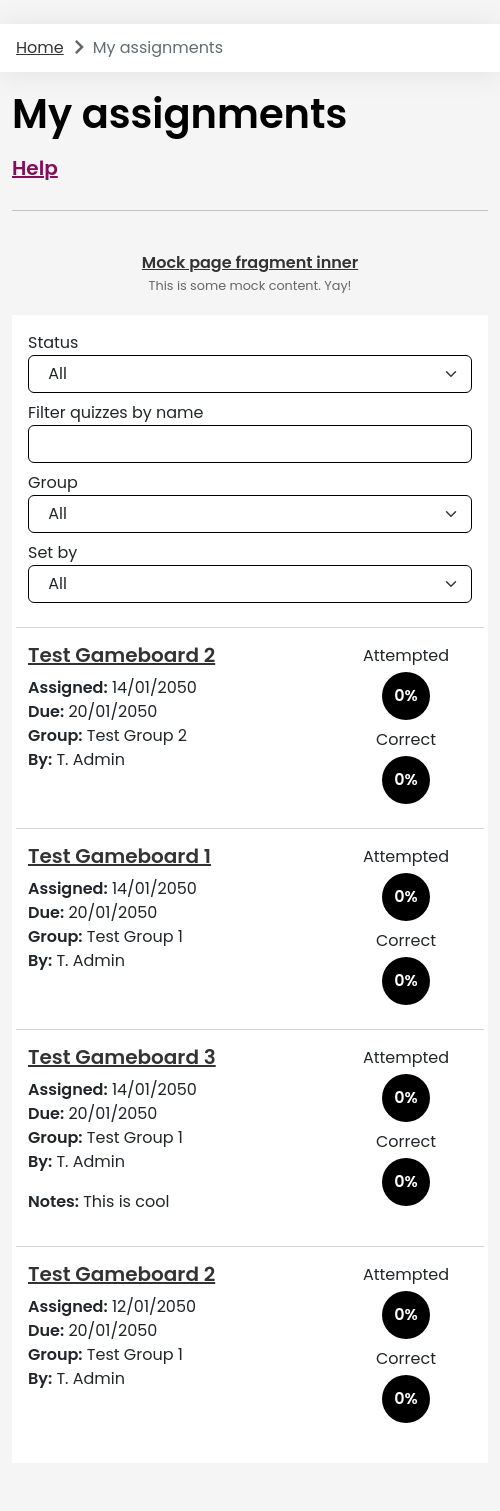 Home > My assignments
My assignments
Help
Mock page fragment inner
This is some mock content. Yay!
Status
All
Filter quizzes by name
Group
All
Set by
All
Test Gameboard 2
Assigned: 14/01/2050
Due: 20/01/2050
Group: Test Group 2
By: T. Admin
Attempted
0%
Correct
0%
Test Gameboard 1
Assigned: 14/01/2050
Due: 20/01/2050
Group: Test Group 1
By: T. Admin
Attempted
0%
Correct
0%
Test Gameboard 3
Assigned: 14/01/2050
Due: 20/01/2050
Group: Test Group 1
By: T. Admin
Notes: This is cool
Attempted
0%
Correct
0%
Test Gameboard 2
Assigned: 12/01/2050
Due: 20/01/2050
Group: Test Group 1
By: T. Admin
Attempted
0%
Correct
0%